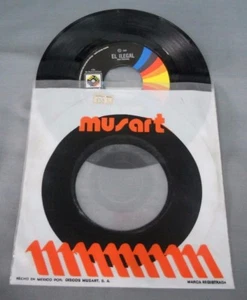 EL ILEGAL
musart
HECHO EN MEXICO POR: DISCOS MUSART, S. A.
MARCA REGISTRADA